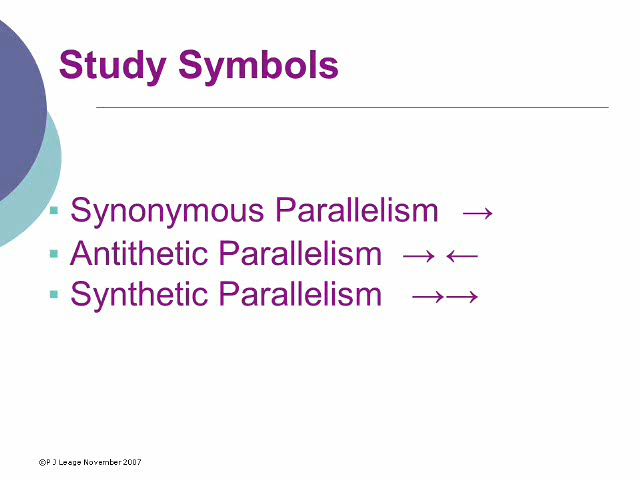 Study Symbols
▪ Synonymous Parallelism →
▪ Antithetic Parallelism → ←
▪ Synthetic Parallelism →→
©P J Leage November 2007